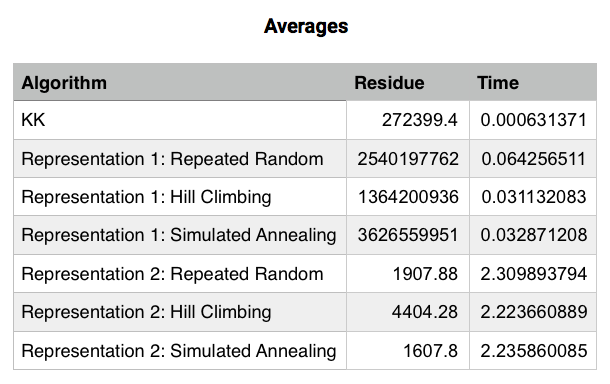 Averages
Algorithm Residue Time
KK 272399.4 0.000631371
Representation 1: Repeated Random 2540197762 0.064256511
Representation 1: Hill Climbing 1364200936 0.031132083
Representation 1: Simulated Annealing 3626559951 0.032871208
Representation 2: Repeated Random 1907.88 2.309893794
Representation 2: Hill Climbing 4404.28 2.223660889
Representation 2: Simulated Annealing 1607.8 2.235860085